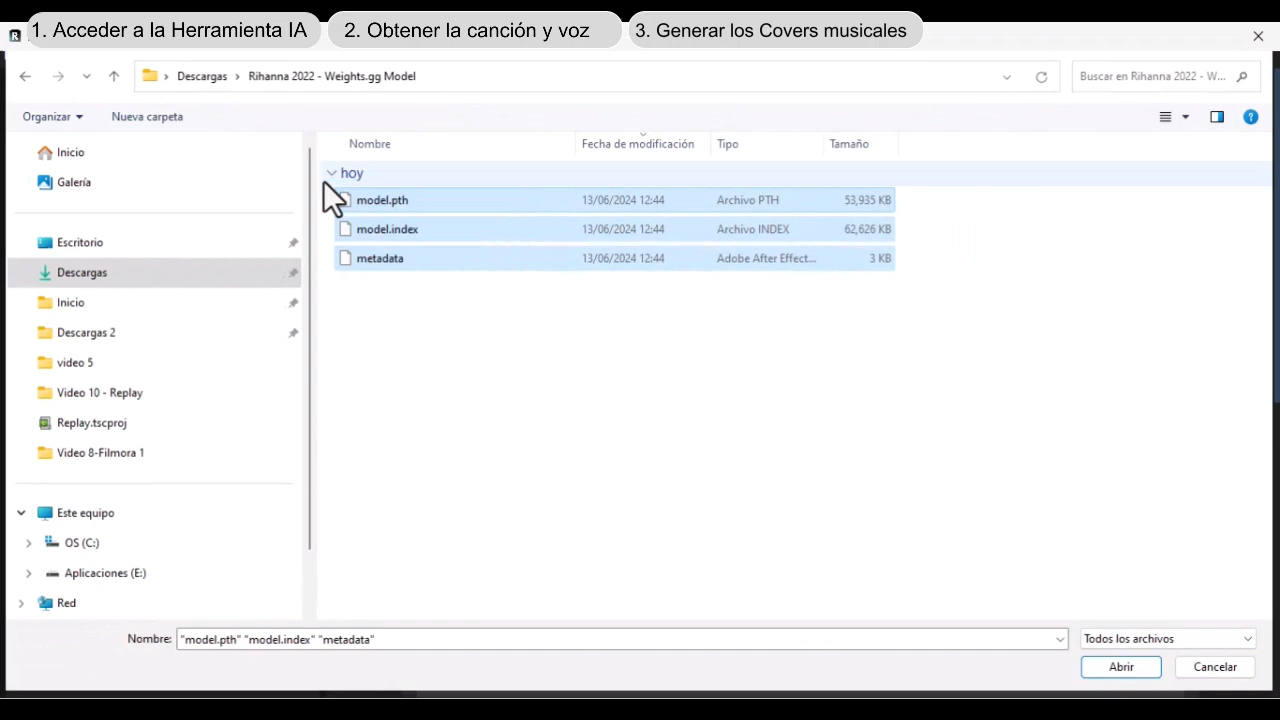 1. Acceder a la Herramienta IA
2. Obtener la canción y voz
3. Generar los Covers musicales
R
Descargas
Rihanna 2022 - Weights.gg Model
Buscar en Rihanna 2022 - W...
Organizar
Nueva carpeta
?
Inicio
Galería
Escritorio
Descargas
Inicio
Descargas 2
video 5
Video 10 - Replay
Replay.tscproj
Video 8-Filmora 1
Este equipo
OS (C:)
Aplicaciones (E:)
Red
Nombre Fecha de modificación Tipo Tamaño
hoy
model.pth 13/06/2024 12:44 Archivo PTH 53,935 KB
model.index 13/06/2024 12:44 Archivo INDEX 62,626 KB
metadata 13/06/2024 12:44 Adobe After Effect... 3 KB
Nombre: "model.pth" "model.index" "metadata"
Todos los archivos
Abrir
Cancelar